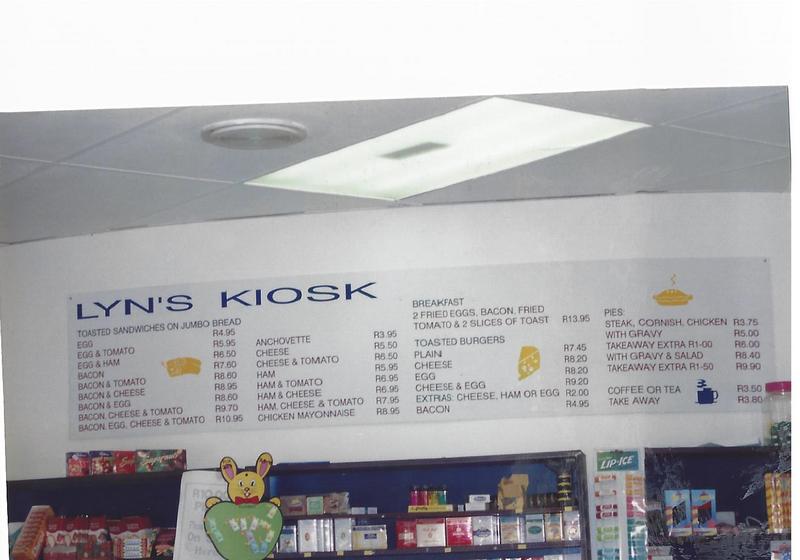 LYN'S KIOSK
TOASTED SANDWICHES ON JUMBO BREAD
EGG R4.95
EGG & TOMATO R5.95
EGG & HAM R6.50
BACON R7.60
BACON & TOMATO R8.60
BACON & CHEESE R8.95
BACON & EGG R8.60
BACON, CHEESE & TOMATO R9.70
BACON, EGG, CHEESE & TOMATO R10.95
ANCHOVETTE R3.95
CHEESE R5.50
CHEESE & TOMATO R6.50
HAM R5.95
HAM & TOMATO R6.95
HAM & CHEESE R6.95
HAM, CHEESE & TOMATO R7.95
CHICKEN MAYONNAISE R8.95
BREAKFAST
2 FRIED EGGS, BACON, FRIED
TOMATO & 2 SLICES OF TOAST R13.95
TOASTED BURGERS
PLAIN R7.45
CHEESE R8.20
EGG R8.20
CHEESE & EGG R9.20
EXTRAS: CHEESE, HAM OR EGG R2.00
BACON R4.95
PIES:
STEAK, CORNISH, CHICKEN R3.75
WITH GRAVY R5.00
TAKEAWAY EXTRA R1-00 R6.00
WITH GRAVY & SALAD R8.40
TAKEAWAY EXTRA R1-50 R9.90
COFFEE OR TEA R3.50
TAKE AWAY R3.80
LIP-ICE